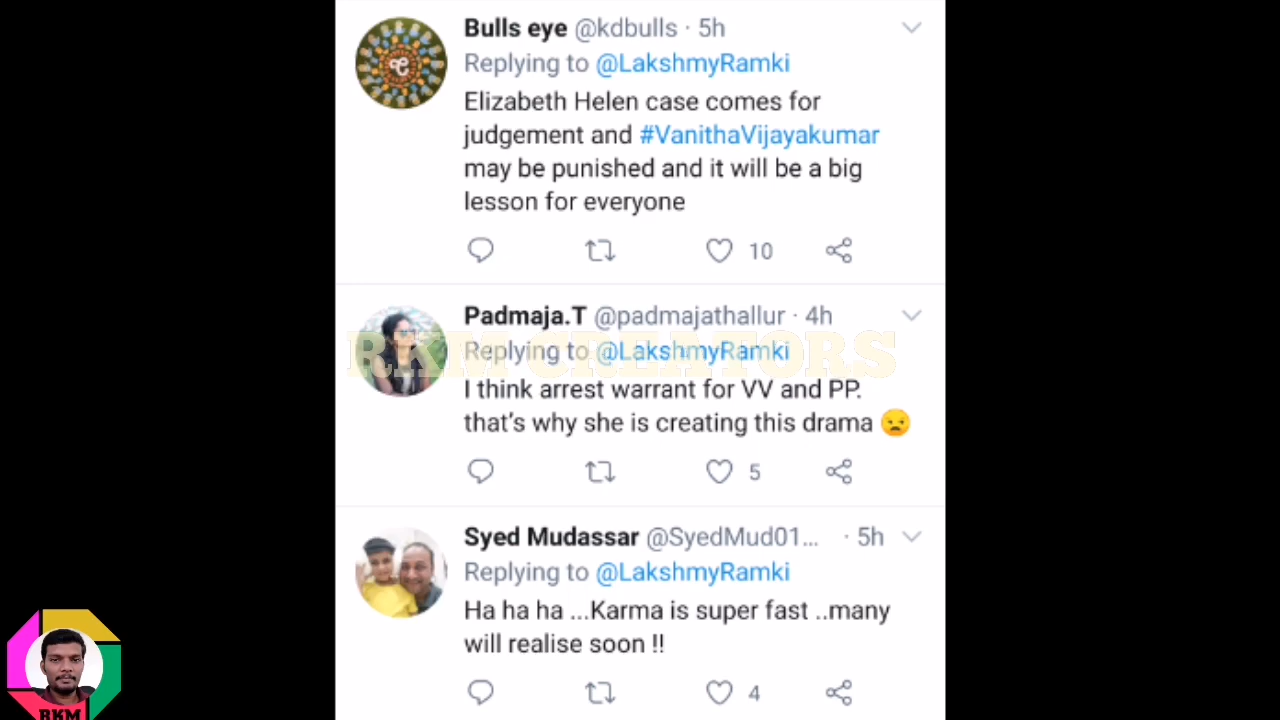 Bulls eye @kdbulls · 5h
Replying to @LakshmyRamki
Elizabeth Helen case comes for
judgement and #VanithaVijayakumar
may be punished and it will be a big
lesson for everyone
10
Padmaja.T @padmajathallur · 4h
RKM CREATORS
Replying to @LakshmyRamki
I think arrest warrant for VV and PP.
that's why she is creating this drama 😠
5
Syed Mudassar @SyedMud01... · 5h
Replying to @LakshmyRamki
Ha ha ha ...Karma is super fast ..many
will realise soon !!
4
RKM